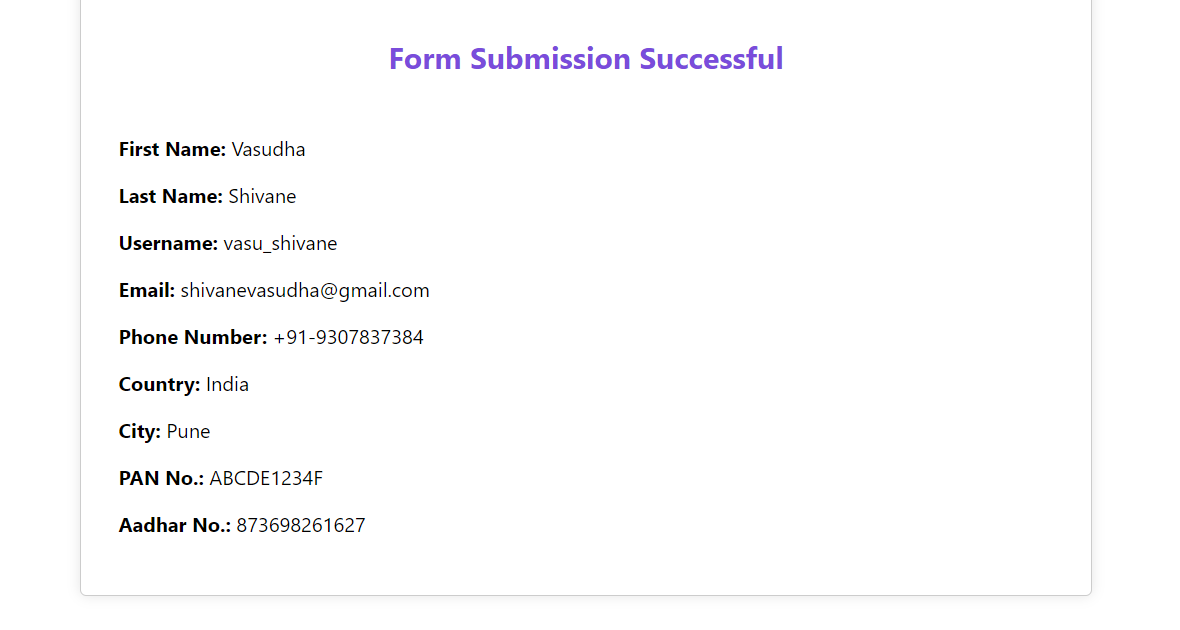 Form Submission Successful
First Name: Vasudha
Last Name: Shivane
Username: vasu_shivane
Email: shivanevasudha@gmail.com
Phone Number: +91-9307837384
Country: India
City: Pune
PAN No.: ABCDE1234F
Aadhar No.: 873698261627